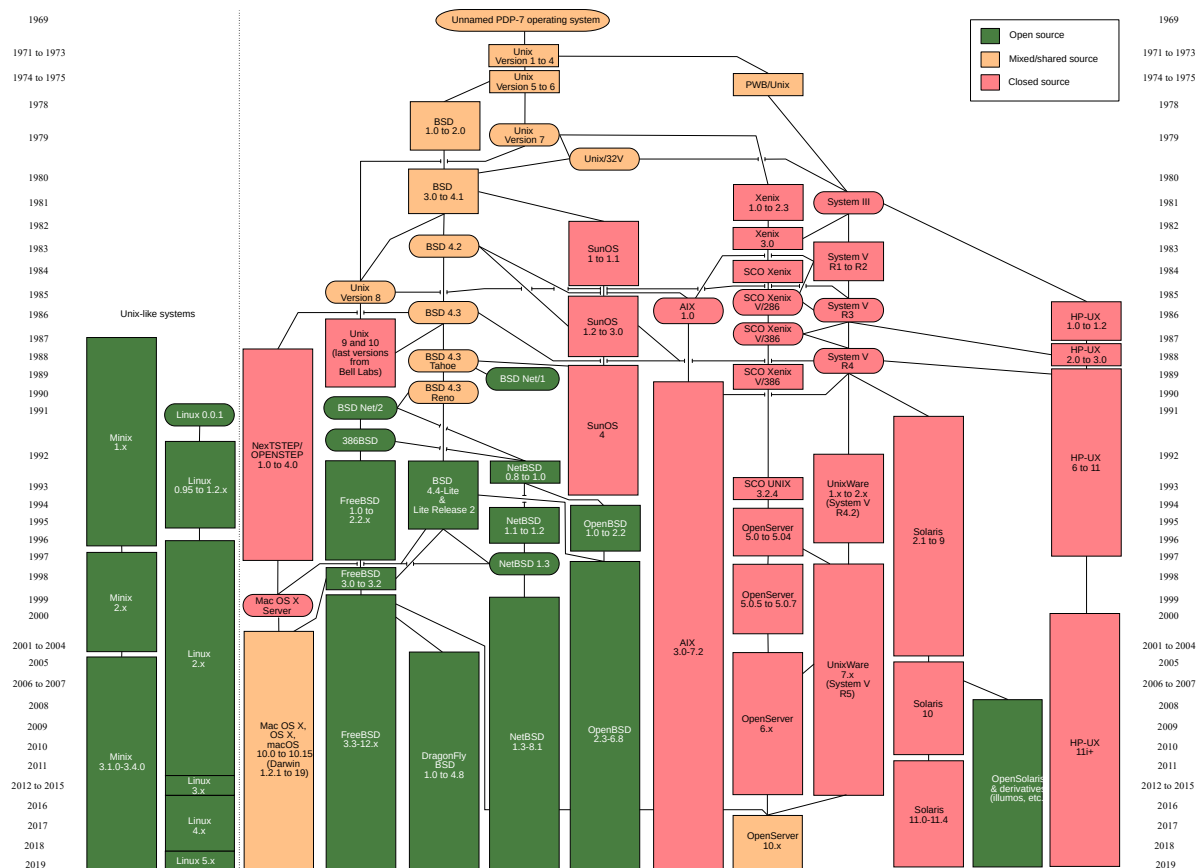 1969
1971 to 1973
1974 to 1975
1978
1979
1980
1981
1982
1983
1984
1985
1986
1987
1988
1989
1990
1991
1992
1993
1994
1995
1996
1997
1998
1999
2000
2001 to 2004
2005
2006 to 2007
2008
2009
2010
2011
2012 to 2015
2016
2017
2018
2019
Unix-like systems
Minix
1.x
Minix
2.x
Minix
3.1.0-3.4.0
Linux 0.0.1
Linux
0.95 to 1.2.x
Linux
2.x
Linux
3.x
Linux
4.x
Linux 5.x
Unnamed PDP-7 operating system
Unix
Version 1 to 4
Unix
Version 5 to 6
PWB/Unix
BSD
1.0 to 2.0
Unix
Version 7
Unix/32V
BSD
3.0 to 4.1
Xenix
1.0 to 2.3
System III
SunOS
1 to 1.1
Xenix
3.0
BSD 4.2
System V
R1 to R2
SCO Xenix
Unix
Version 8
SCO Xenix
V/286
AIX
1.0
BSD 4.3
System V
R3
HP-UX
1.0 to 1.2
SunOS
1.2 to 3.0
Unix
9 and 10
(last versions
from
Bell Labs)
SCO Xenix
V/386
HP-UX
2.0 to 3.0
BSD 4.3
Tahoe
System V
R4
BSD Net/1
SCO Xenix
V/386
BSD 4.3
Reno
BSD Net/2
SunOS
4
386BSD
NeXTSTEP/
OPENSTEP
1.0 to 4.0
HP-UX
6 to 11
NetBSD
0.8 to 1.0
BSD
4.4-Lite
&
Lite Release 2
FreeBSD
1.0 to
2.2.x
SCO UNIX
3.2.4
UnixWare
1.x to 2.x
(System V
R4.2)
NetBSD
1.1 to 1.2
OpenBSD
1.0 to 2.2
OpenServer
5.0 to 5.04
Solaris
2.1 to 9
NetBSD 1.3
FreeBSD
3.0 to 3.2
OpenServer
5.0.5 to 5.0.7
Mac OS X
Server
AIX
3.0-7.2
UnixWare
7.x
(System V
R5)
OpenServer
6.x
Solaris
10
Mac OS X,
OS X,
macOS
10.0 to 10.15
(Darwin
1.2.1 to 19)
FreeBSD
3.3-12.x
DragonFly
BSD
1.0 to 4.8
NetBSD
1.3-8.1
OpenBSD
2.3-6.8
HP-UX
11i+
OpenSolaris
& derivatives
(illumos, etc.
Solaris
11.0-11.4
OpenServer
10.x
Open source
Mixed/shared source
Closed source
1969
1971 to 1973
1974 to 1975
1978
1979
1980
1981
1982
1983
1984
1985
1986
1987
1988
1989
1990
1991
1992
1993
1994
1995
1996
1997
1998
1999
2000
2001 to 2004
2005
2006 to 2007
2008
2009
2010
2011
2012 to 2015
2016
2017
2018
2019